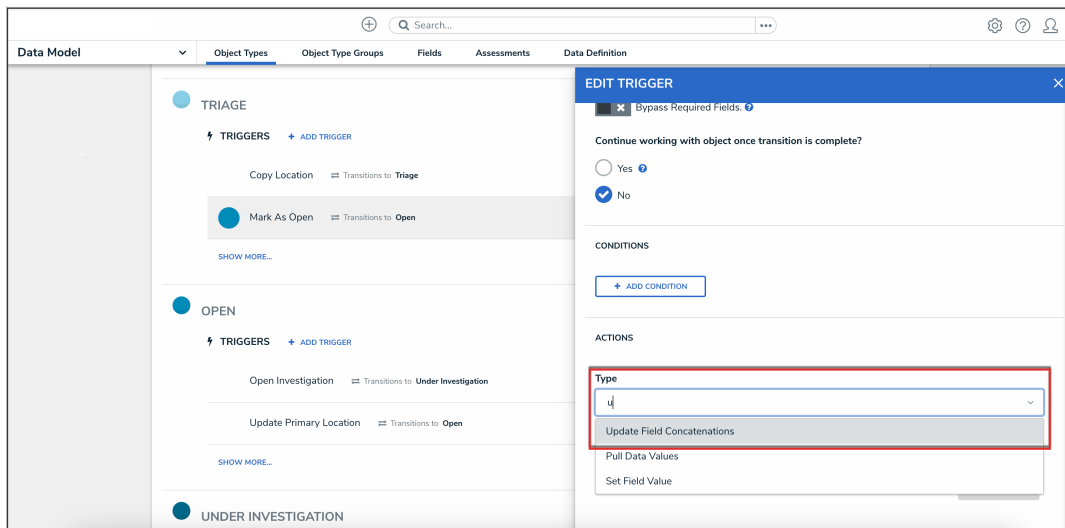 Search...
Data Model
Object Types Object Type Groups Fields Assessments Data Definition
TRIAGE
TRIGGERS + ADD TRIGGER
Copy Location Transitions to Triage
Mark As Open Transitions to Open
SHOW MORE...
OPEN
TRIGGERS + ADD TRIGGER
Open Investigation Transitions to Under Investigation
Update Primary Location Transitions to Open
SHOW MORE...
UNDER INVESTIGATION
EDIT TRIGGER
Bypass Required Fields.
Continue working with object once transition is complete?
Yes
No
CONDITIONS
+ ADD CONDITION
ACTIONS
Type
u
Update Field Concatenations
Pull Data Values
Set Field Value